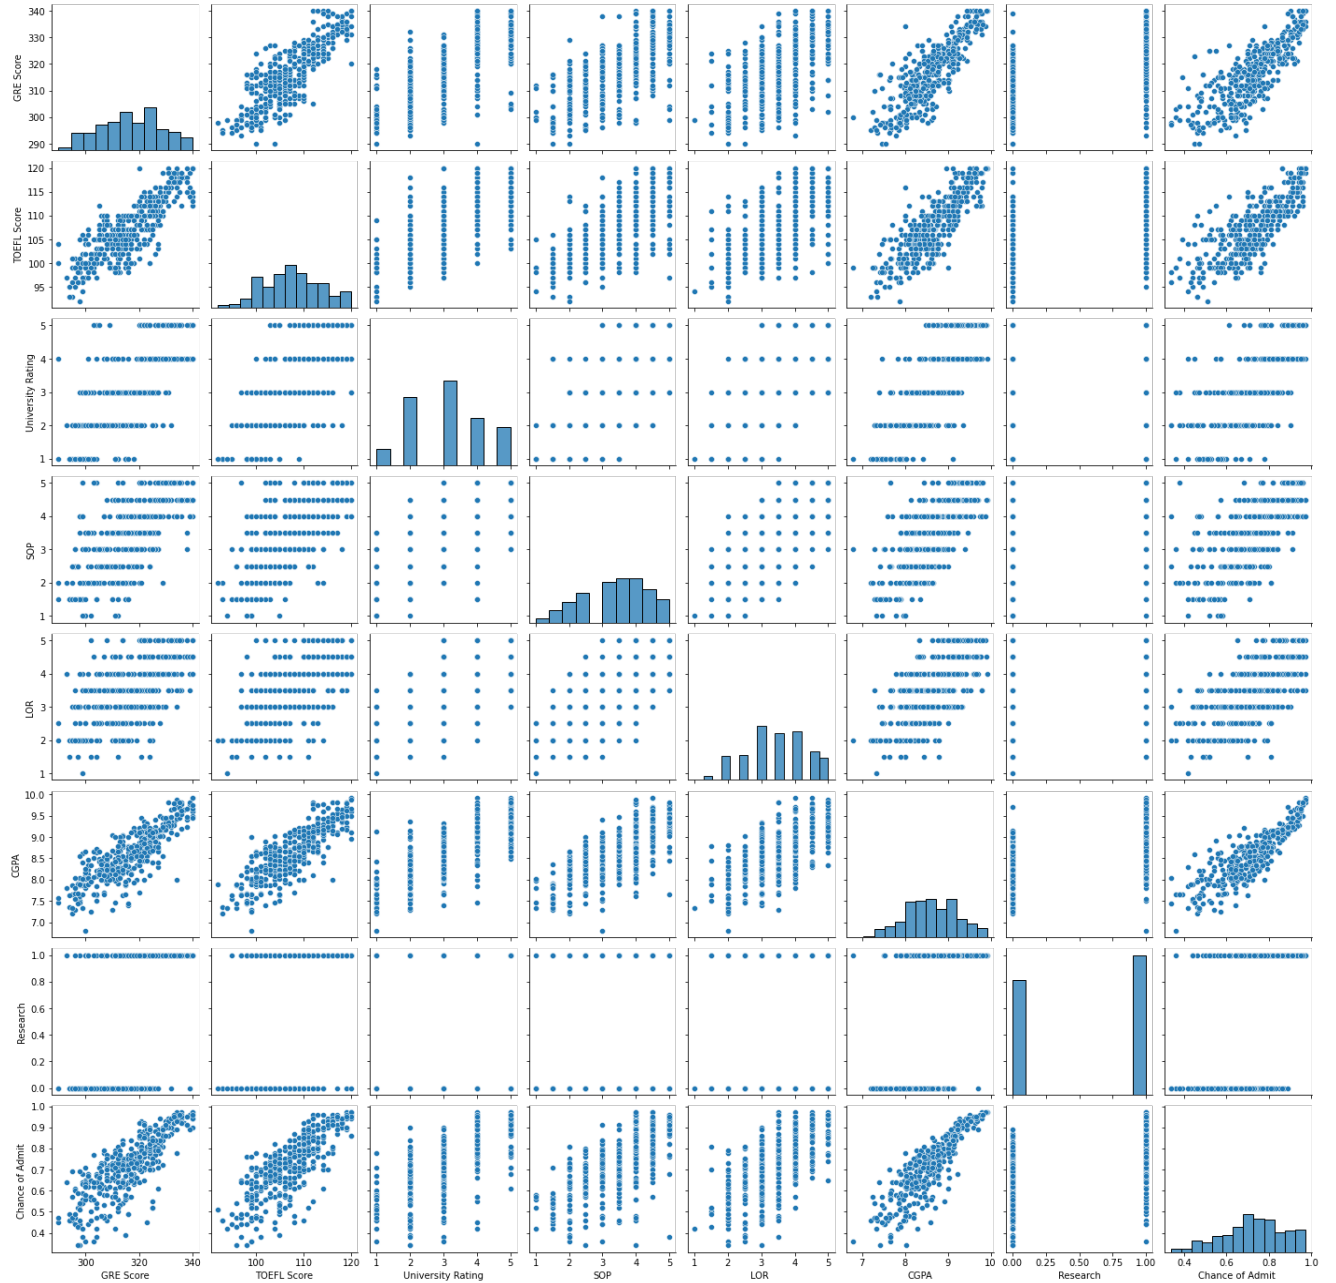 340
330
320
310
300
290
GRE Score
120
115
110
105
100
95
TOEFL Score
5
4
3
2
1
University Rating
5
4
3
2
1
SOP
5
4
3
2
1
LOR
10.0
9.5
9.0
8.5
8.0
7.5
7.0
CGPA
1.0
0.8
0.6
0.4
0.2
0.0
Research
1.0
0.9
0.8
0.7
0.6
0.5
0.4
Chance of Admit
300 320 340
GRE Score
100 110 120
TOEFL Score
1 2 3 4 5
University Rating
1 2 3 4 5
SOP
1 2 3 4 5
LOR
7 8 9 10
CGPA
0.00 0.25 0.50 0.75 1.00
Research
0.4 0.6 0.8 1.0
Chance of Admit